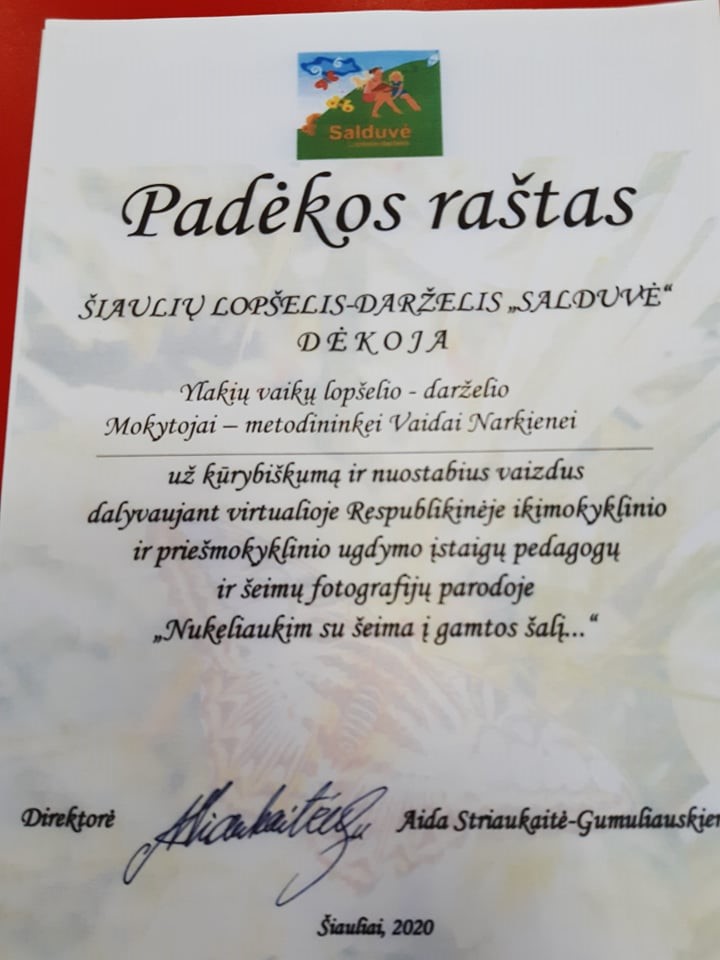 Salduvė
Padėkos raštas
ŠIAULIŲ LOPŠELIS-DARŽELIS „SALDUVĖ“
DĖKOJA
Ylakių vaikų lopšelio - darželio
Mokytojai – metodininkei Vaidai Narkienei
už kūrybiškumą ir nuostabius vaizdus
dalyvaujant virtualioje Respublikinėje ikimokyklinio
ir priešmokyklinio ugdymo įstaigų pedagogų
ir šeimų fotografijų parodoje
„Nukeliaukim su šeima į gamtos šalį...“
Direktorė Aida Striaukaitė-Gumuliauskien
Šiauliai, 2020